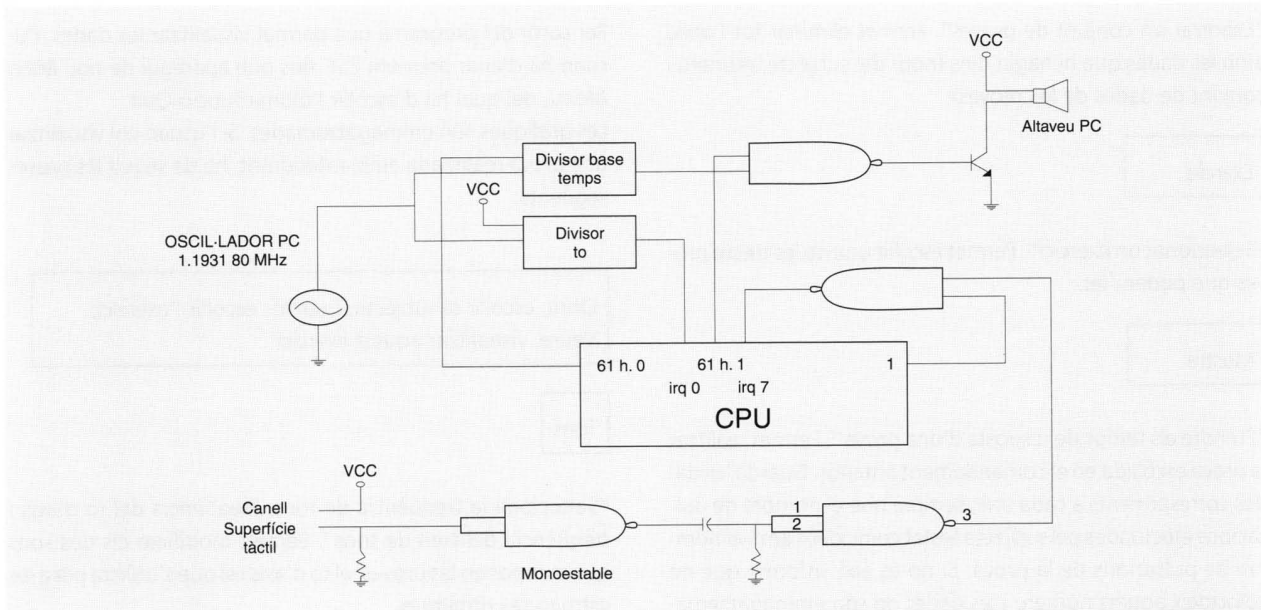 VCC
Altaveu PC
Divisor base
temps
VCC
Divisor
to
OSCIL·LADOR PC
1.1931 80 MHz
61 h. 0
61 h. 1
1
irq 0
irq 7
CPU
VCC
Canell
Superfície
tàctil
Monoestable
2
3